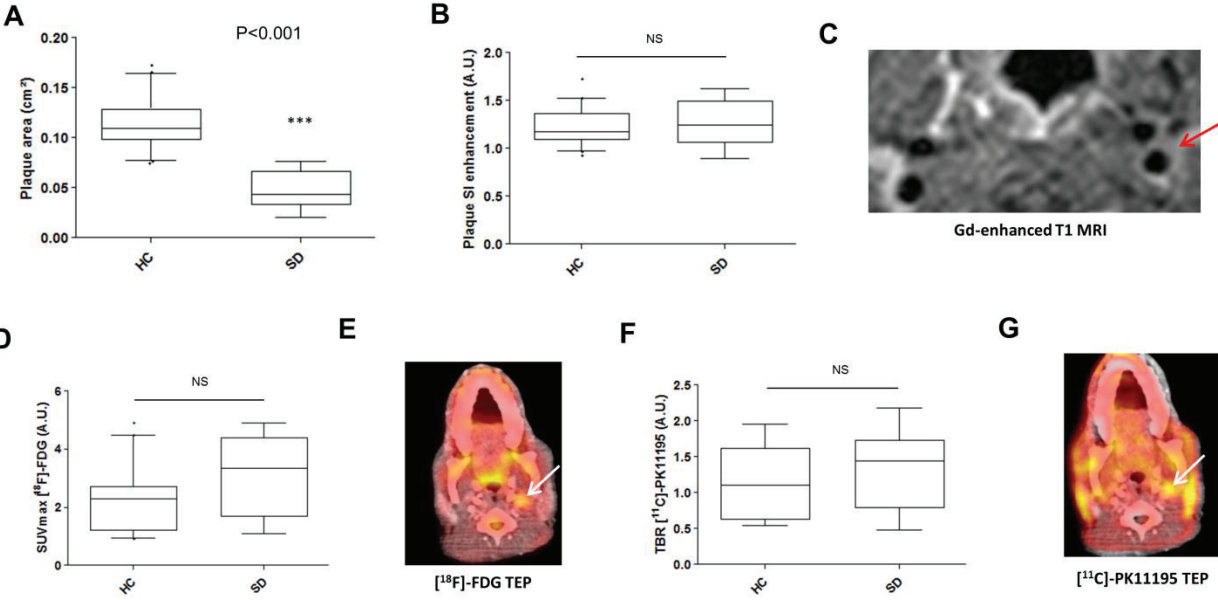 A
P<0.001
Plaque area (cm²)
0.20
0.15
0.10
0.05
0.00
***
HC
SD
B
NS
Plaque SI enhancement (A.U.)
2.0
1.5
1.0
0.5
0.0
HC
SD
C
Gd-enhanced T1 MRI
D
NS
SUVmax [¹⁸F]-FDG (A.U.)
6
4
2
0
HC
SD
E
[¹⁸F]-FDG TEP
F
NS
TBR [¹¹C]-PK11195 (A.U.)
2.5
2.0
1.5
1.0
0.5
0.0
HC
SD
G
[¹¹C]-PK11195 TEP